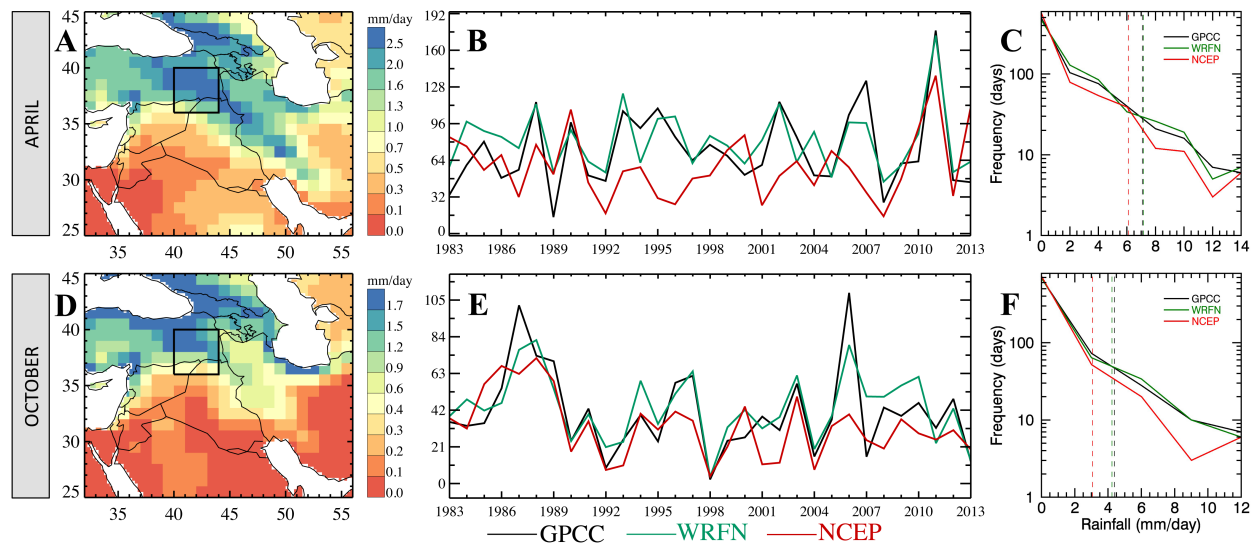 APRIL
A
45
40
35
30
25
35 40 45 50 55
mm/day
2.5
2.0
1.6
1.3
1.0
0.7
0.5
0.3
0.1
0.0
B
192
160
128
96
64
32
0
1983 1986 1989 1992 1995 1998 2001 2004 2007 2010 2013
C
Frequency (days)
100
10
1
0 2 4 6 8 10 12 14
GPCC
WRFN
NCEP
OCTOBER
D
45
40
35
30
25
35 40 45 50 55
mm/day
1.7
1.5
1.2
0.9
0.6
0.4
0.3
0.2
0.1
0.0
E
105
84
63
42
21
0
1983 1986 1989 1992 1995 1998 2001 2004 2007 2010 2013
GPCC WRFN NCEP
F
Frequency (days)
100
10
1
0 2 4 6 8 10 12
Rainfall (mm/day)
GPCC
WRFN
NCEP